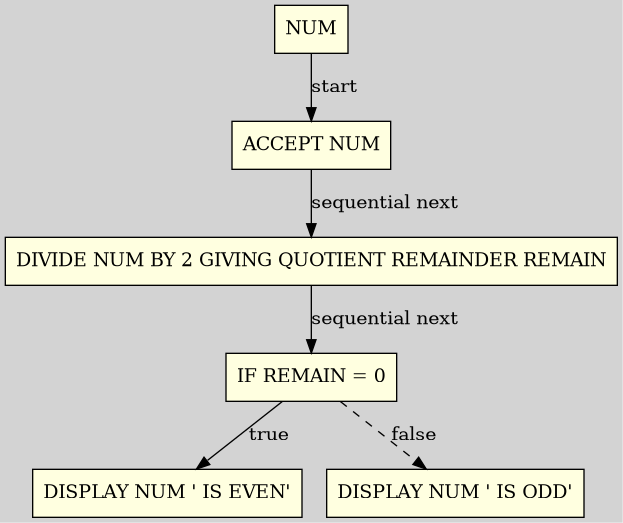 NUM
start
ACCEPT NUM
sequential next
DIVIDE NUM BY 2 GIVING QUOTIENT REMAINDER REMAIN
sequential next
IF REMAIN = 0
true
false
DISPLAY NUM ' IS EVEN'
DISPLAY NUM ' IS ODD'